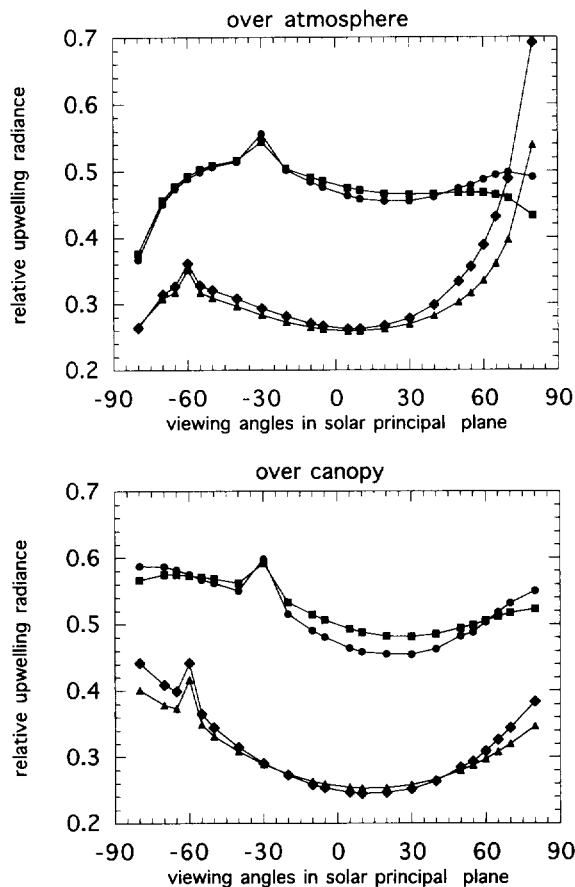 over atmosphere
relative upwelling radiance
0.7
0.6
0.5
0.4
0.3
0.2
-90 -60 -30 0 30 60 90
viewing angles in solar principal plane
over canopy
relative upwelling radiance
0.7
0.6
0.5
0.4
0.3
0.2
-90 -60 -30 0 30 60 90
viewing angles in solar principal plane